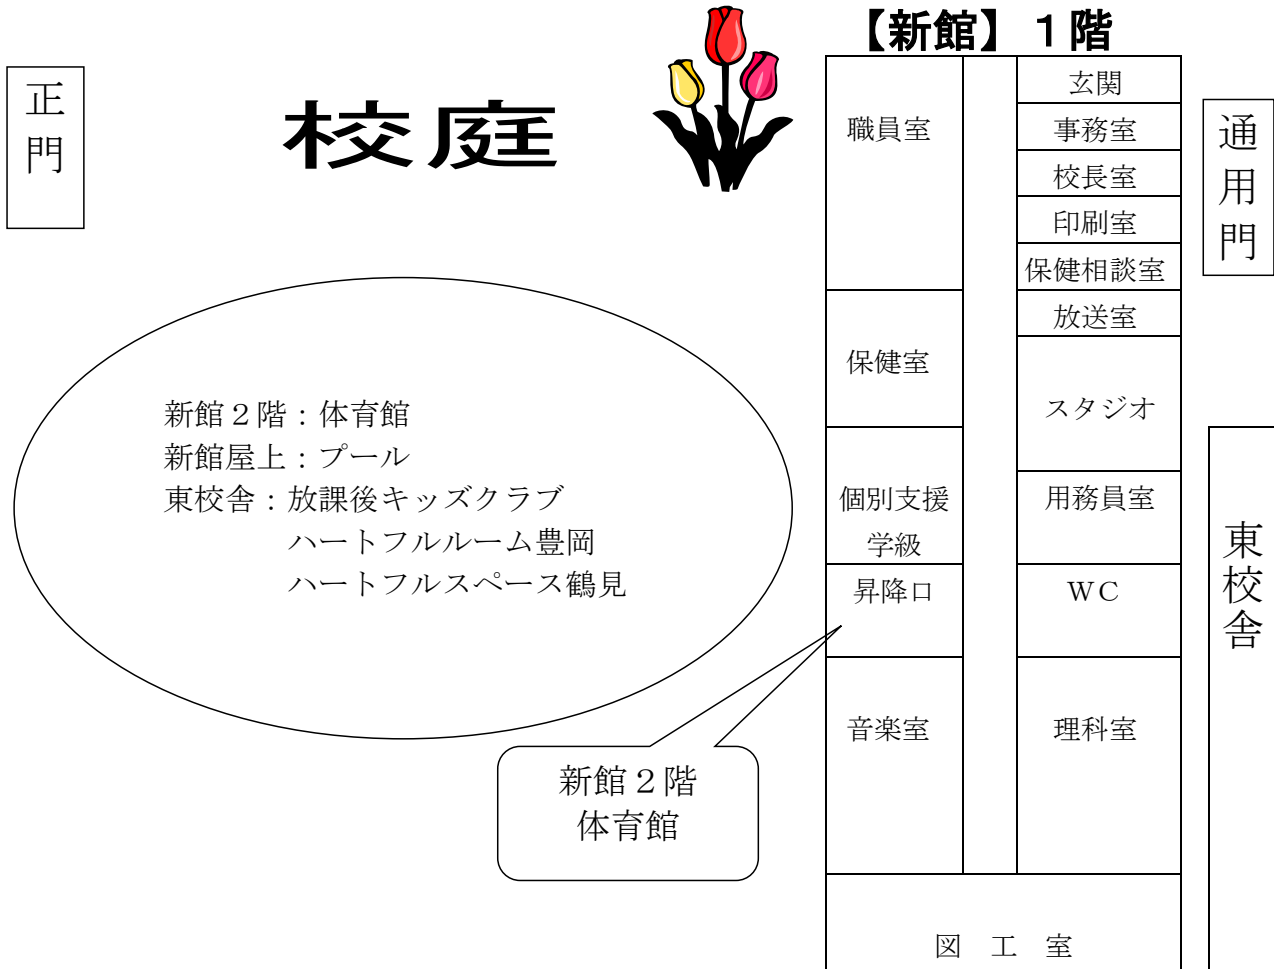 【新館】１階
正門
校庭
職員室
玄関
事務室
校長室
印刷室
保健相談室
放送室
通用門
保健室
スタジオ
新館２階：体育館
新館屋上：プール
東校舎：放課後キッズクラブ
ハートフルルーム豊岡
ハートフルスペース鶴見
個別支援
学級
用務員室
昇降口
ＷＣ
東校舎
音楽室
理科室
新館２階
体育館
図　工　室